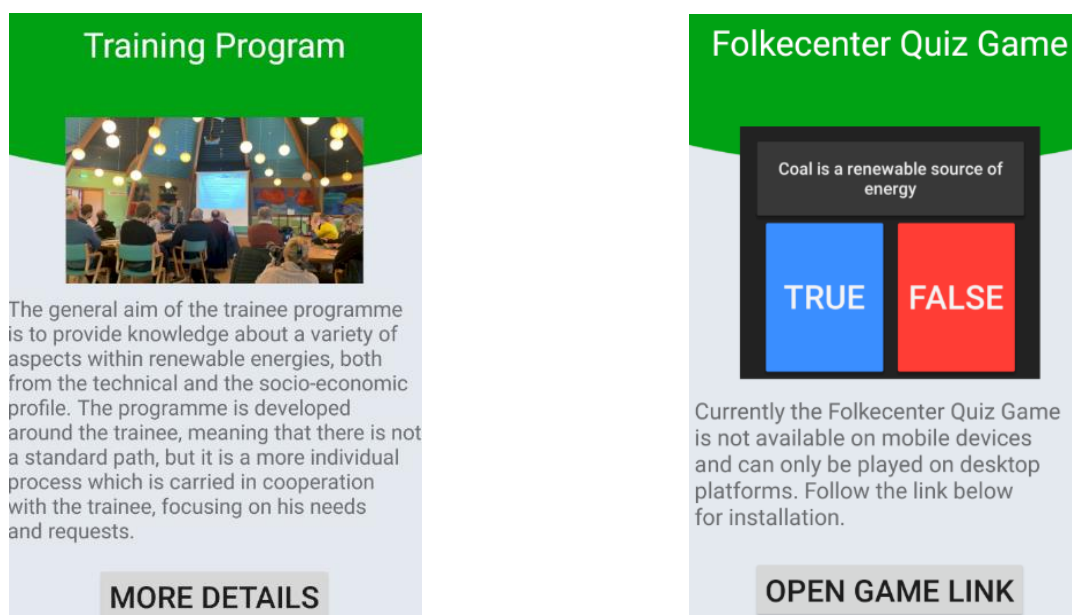 Training Program
The general aim of the trainee programme
is to provide knowledge about a variety of
aspects within renewable energies, both
from the technical and the socio-economic
profile. The programme is developed
around the trainee, meaning that there is not
a standard path, but it is a more individual
process which is carried in cooperation
with the trainee, focusing on his needs
and requests.
MORE DETAILS
Folkecenter Quiz Game
Coal is a renewable source of
energy
TRUE
FALSE
Currently the Folkecenter Quiz Game
is not available on mobile devices
and can only be played on desktop
platforms. Follow the link below
for installation.
OPEN GAME LINK